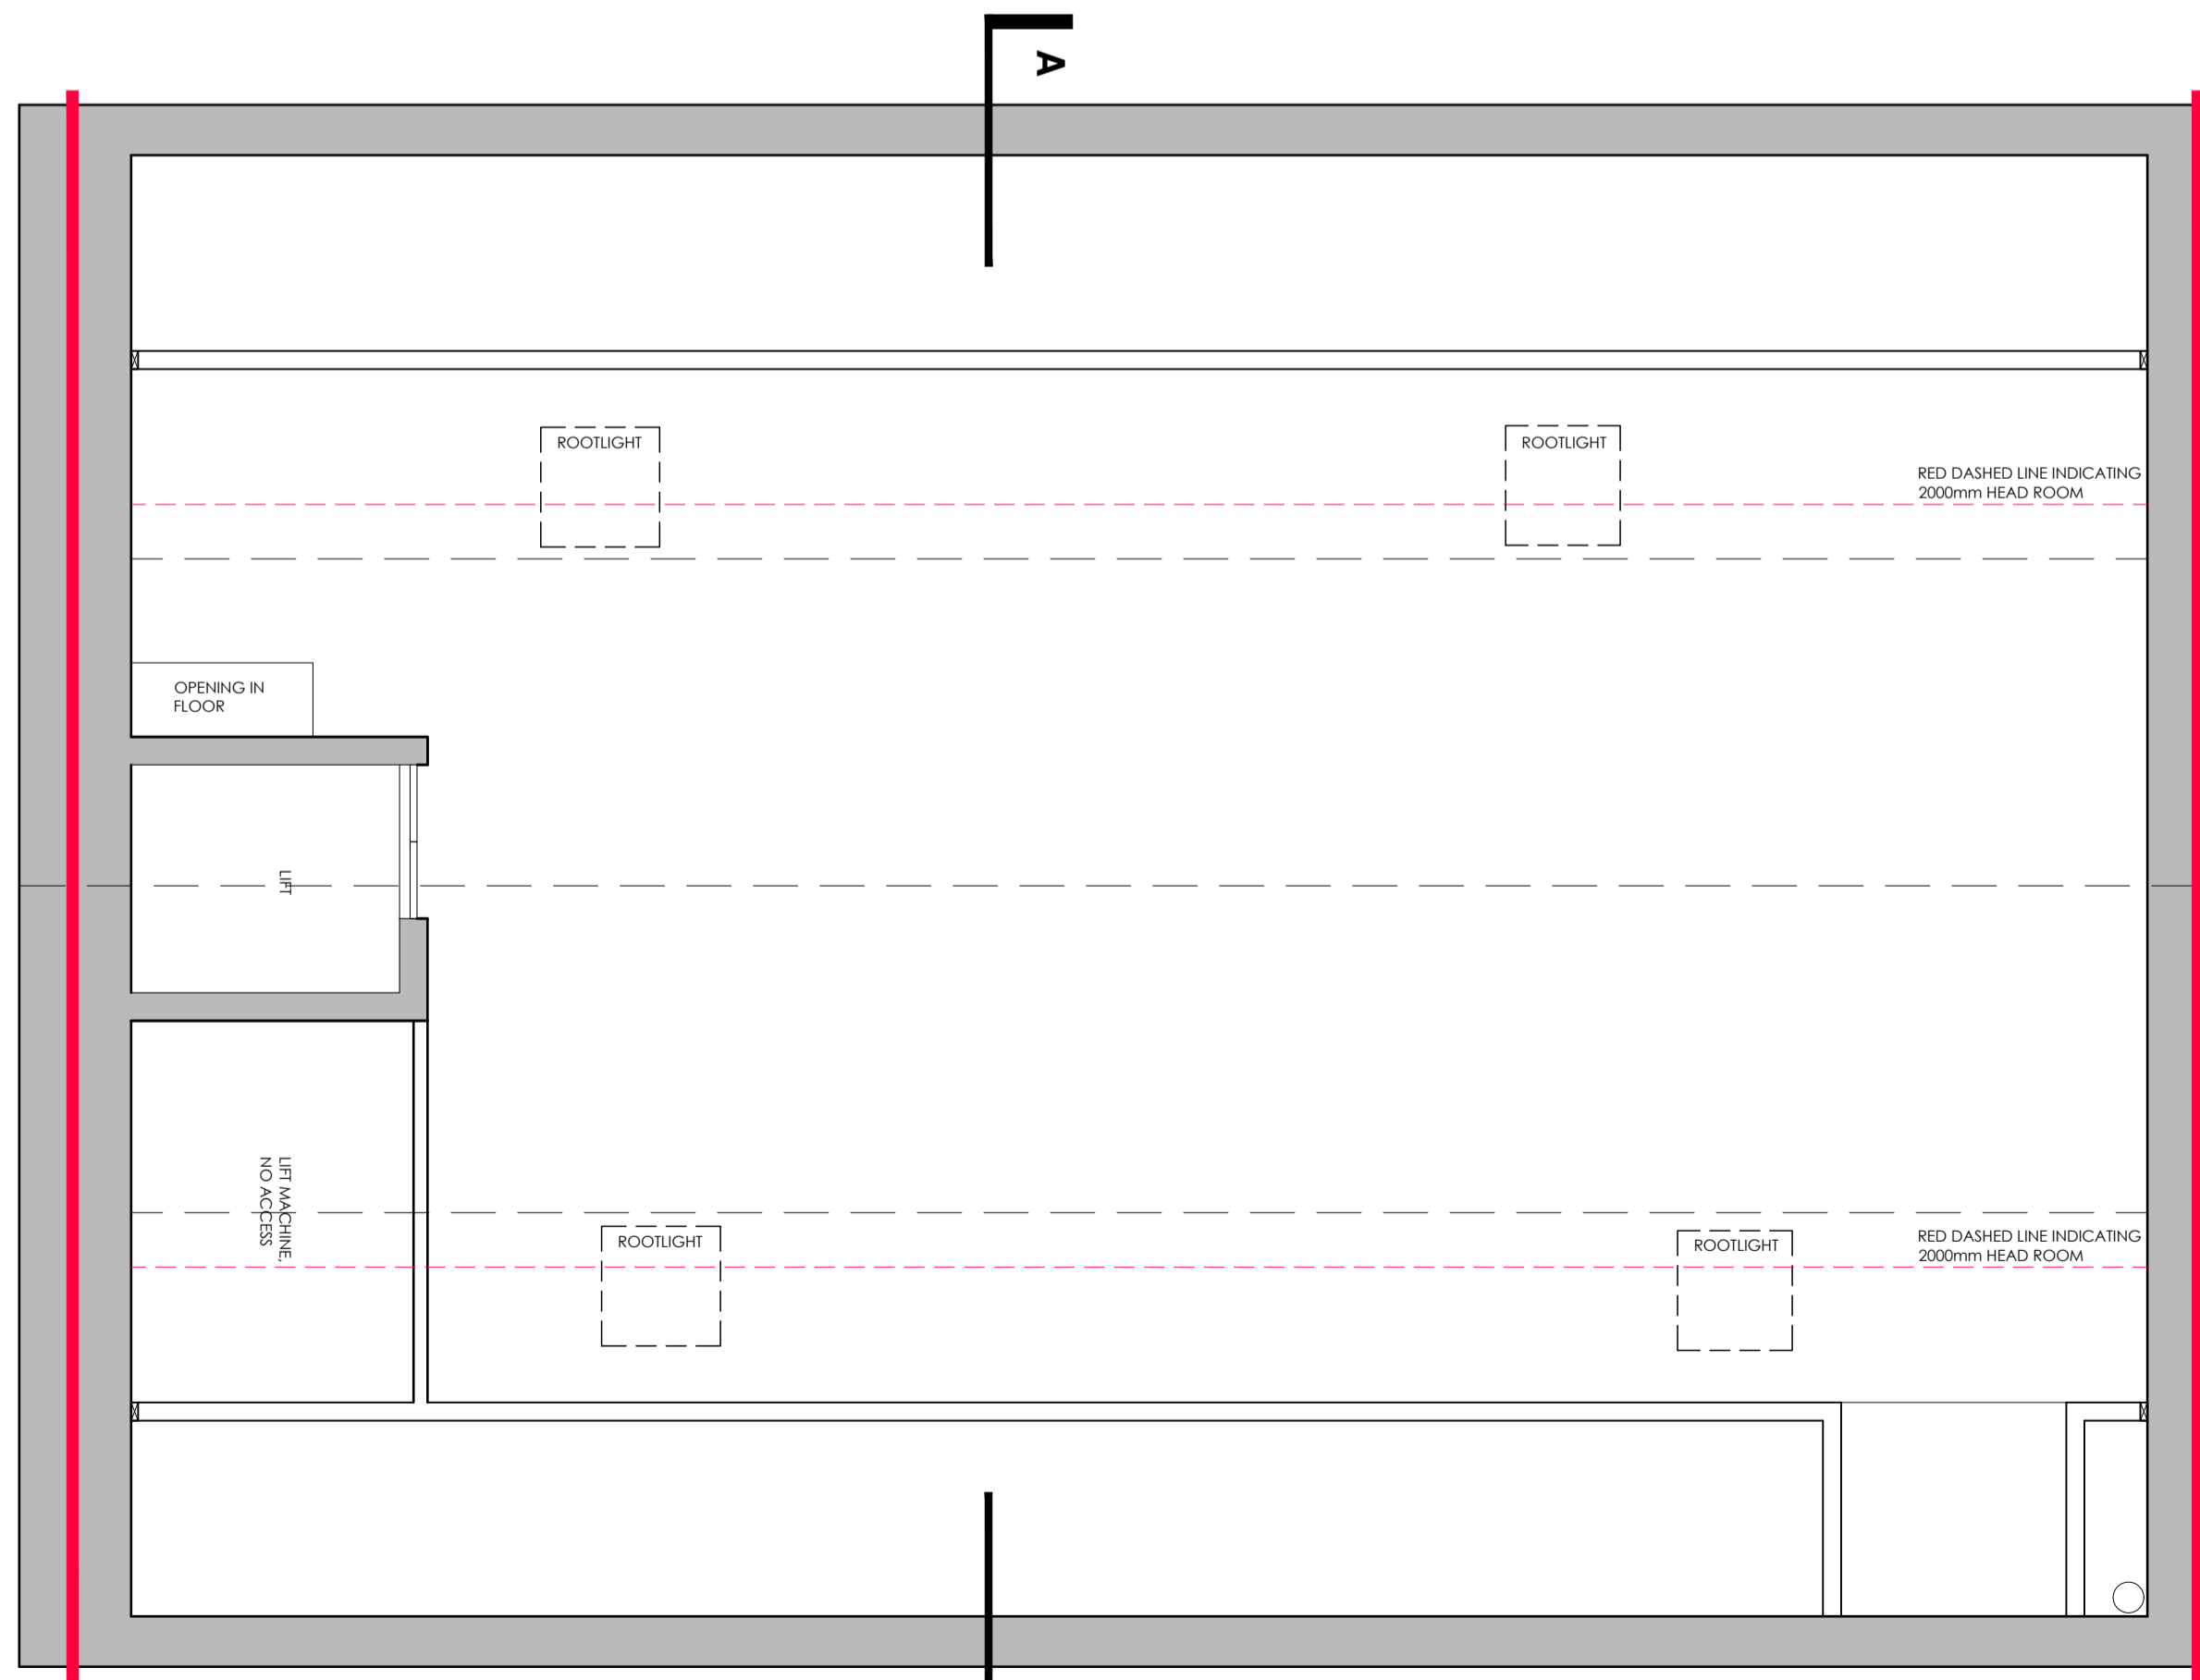 A
ROOTLIGHT
ROOTLIGHT
RED DASHED LINE INDICATING
2000mm HEAD ROOM
OPENING IN
FLOOR
LIFT
LIFT MACHINE,
NO ACCESS
ROOTLIGHT
ROOTLIGHT
RED DASHED LINE INDICATING
2000mm HEAD ROOM